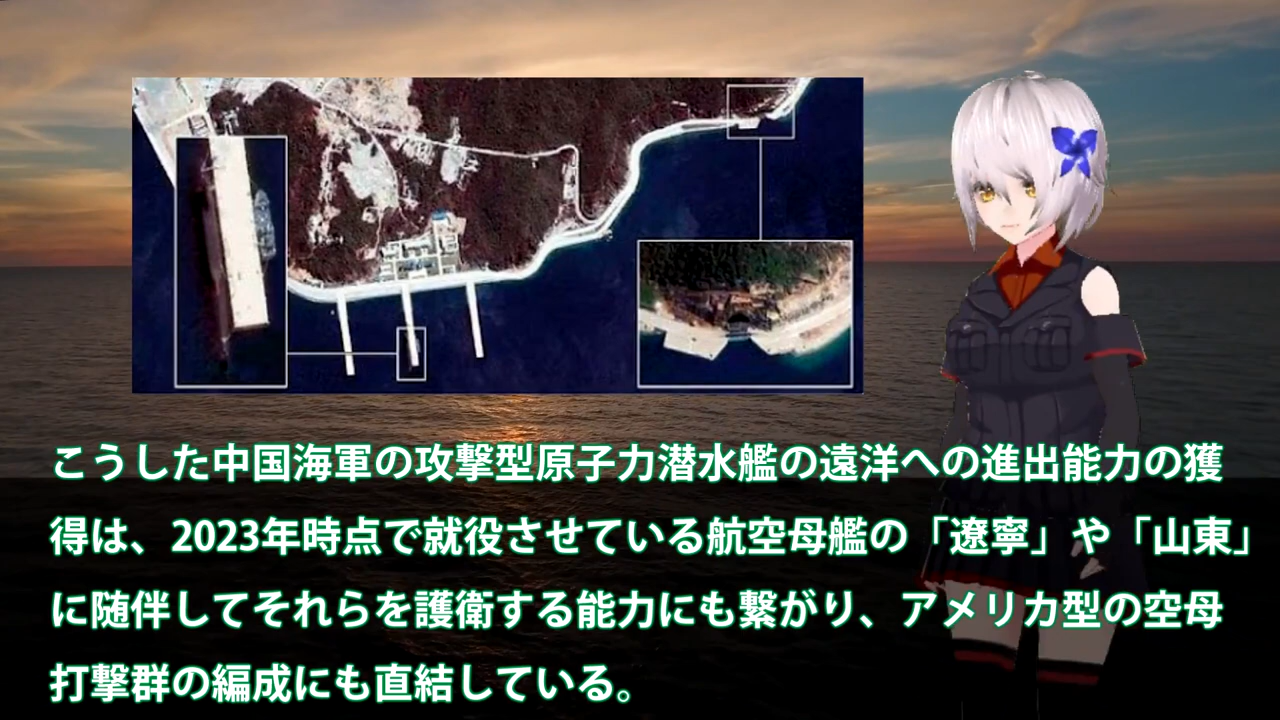 こうした中国海軍の攻撃型原子力潜水艦の遠洋への進出能力の獲
得は、2023年時点で就役させている航空母艦の「遼寧」や「山東」
に随伴してそれらを護衛する能力にも繋がり、アメリカ型の空母
打撃群の編成にも直結している。